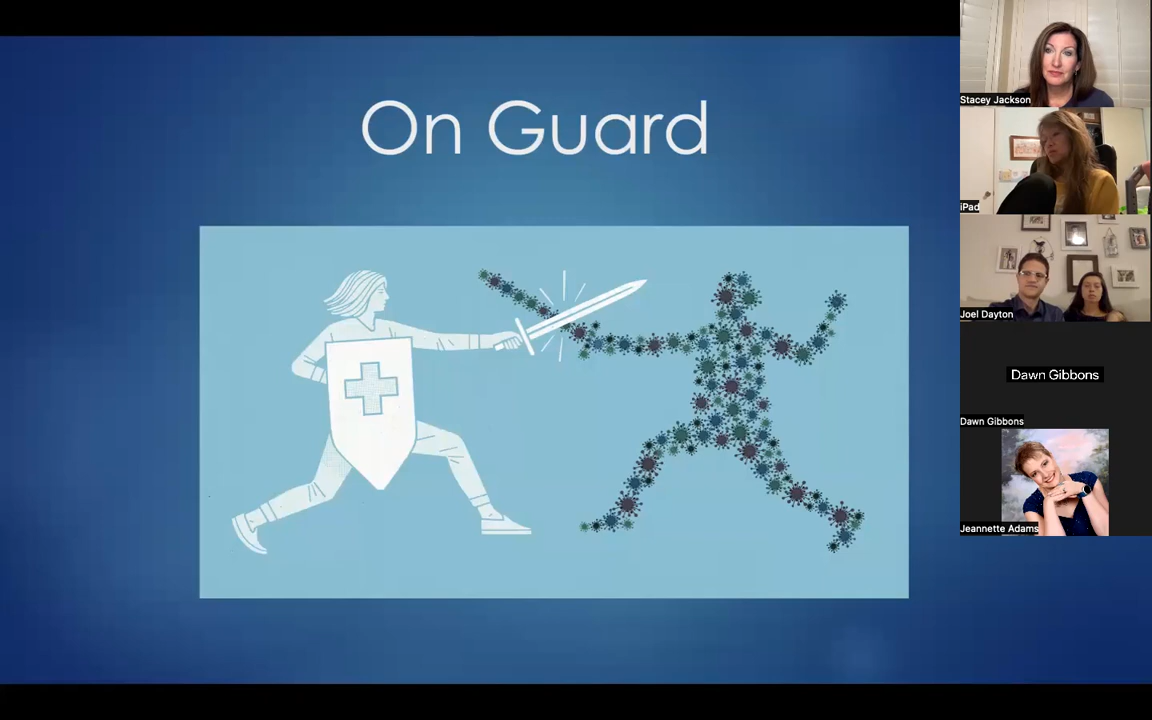 On Guard
Stacey Jackson
iPad
Joel Dayton
Dawn Gibbons
Dawn Gibbons
Jeannette Adams